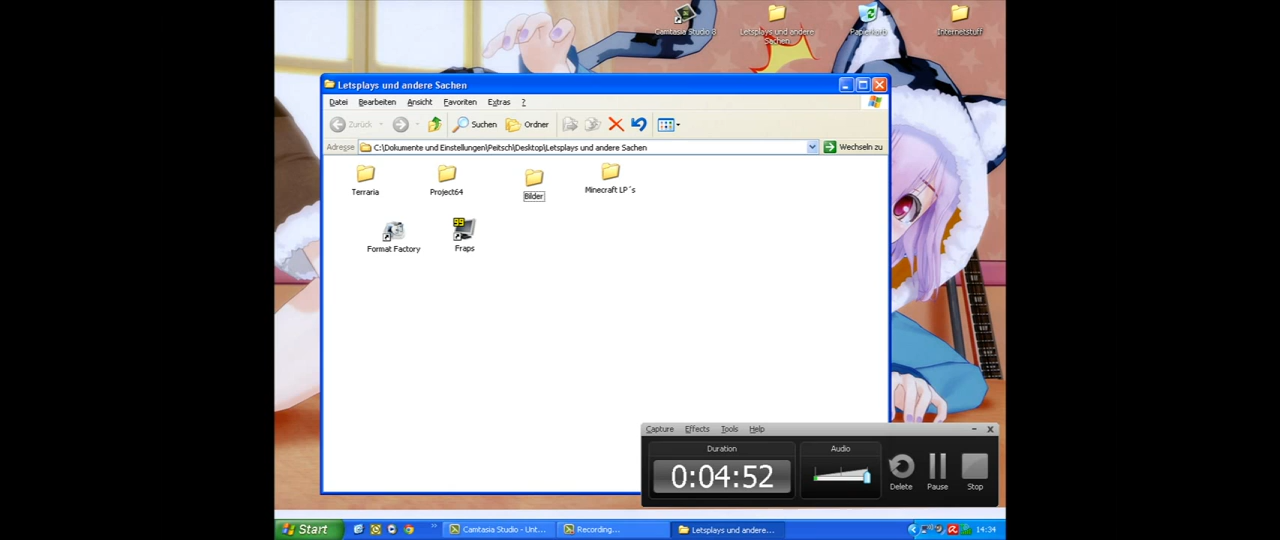 Camtasia Studio 8
Letsplays und andere
Sachen
Papierkorb
Internetstuff
Letsplays und andere Sachen
Datei Bearbeiten Ansicht Favoriten Extras ?
Zurück Suchen Ordner
Adresse C:\Dokumente und Einstellungen\Peitsch\Desktop\Letsplays und andere Sachen Wechseln zu
Terraria Project64 Bilder Minecraft LP´s
99
Format Factory Fraps
Capture Effects Tools Help
Duration Audio
0:04:52
Delete Pause Stop
Start Camtasia Studio - Unt... Recording... Letsplays und andere... 14:34